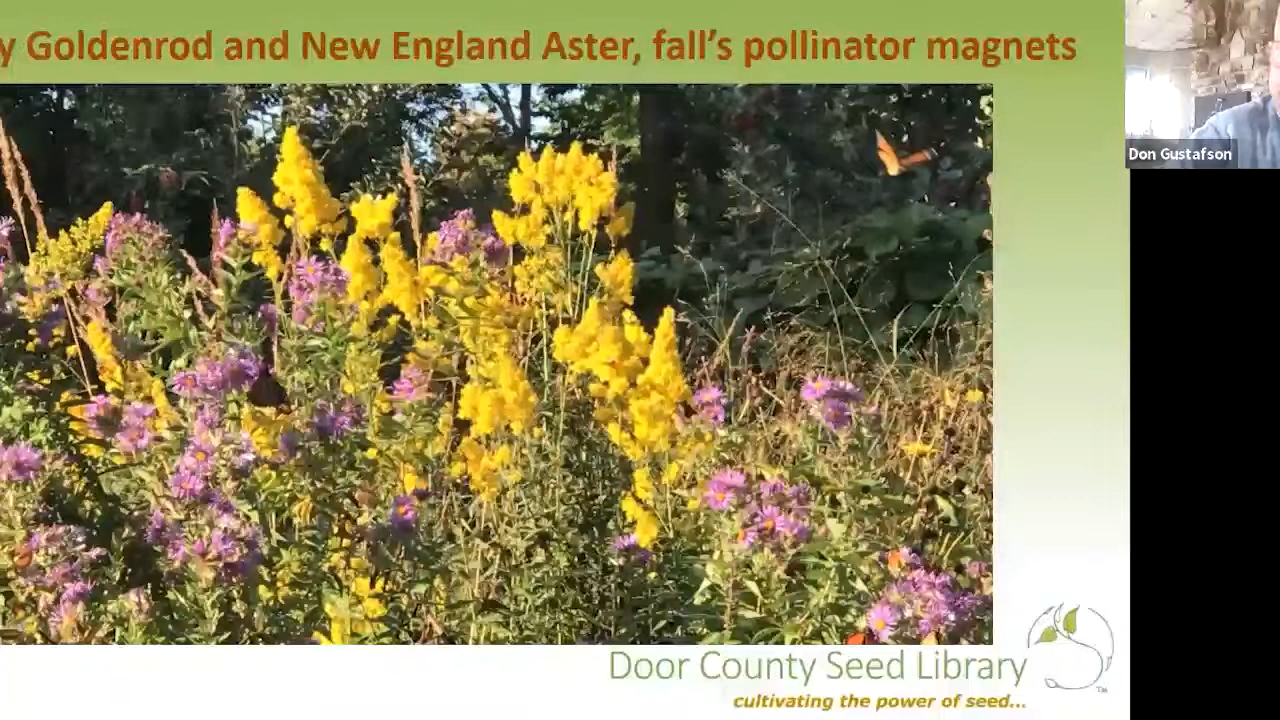 y Goldenrod and New England Aster, fall's pollinator magnets
Don Gustafson
Door County Seed Library
cultivating the power of seed...
TM